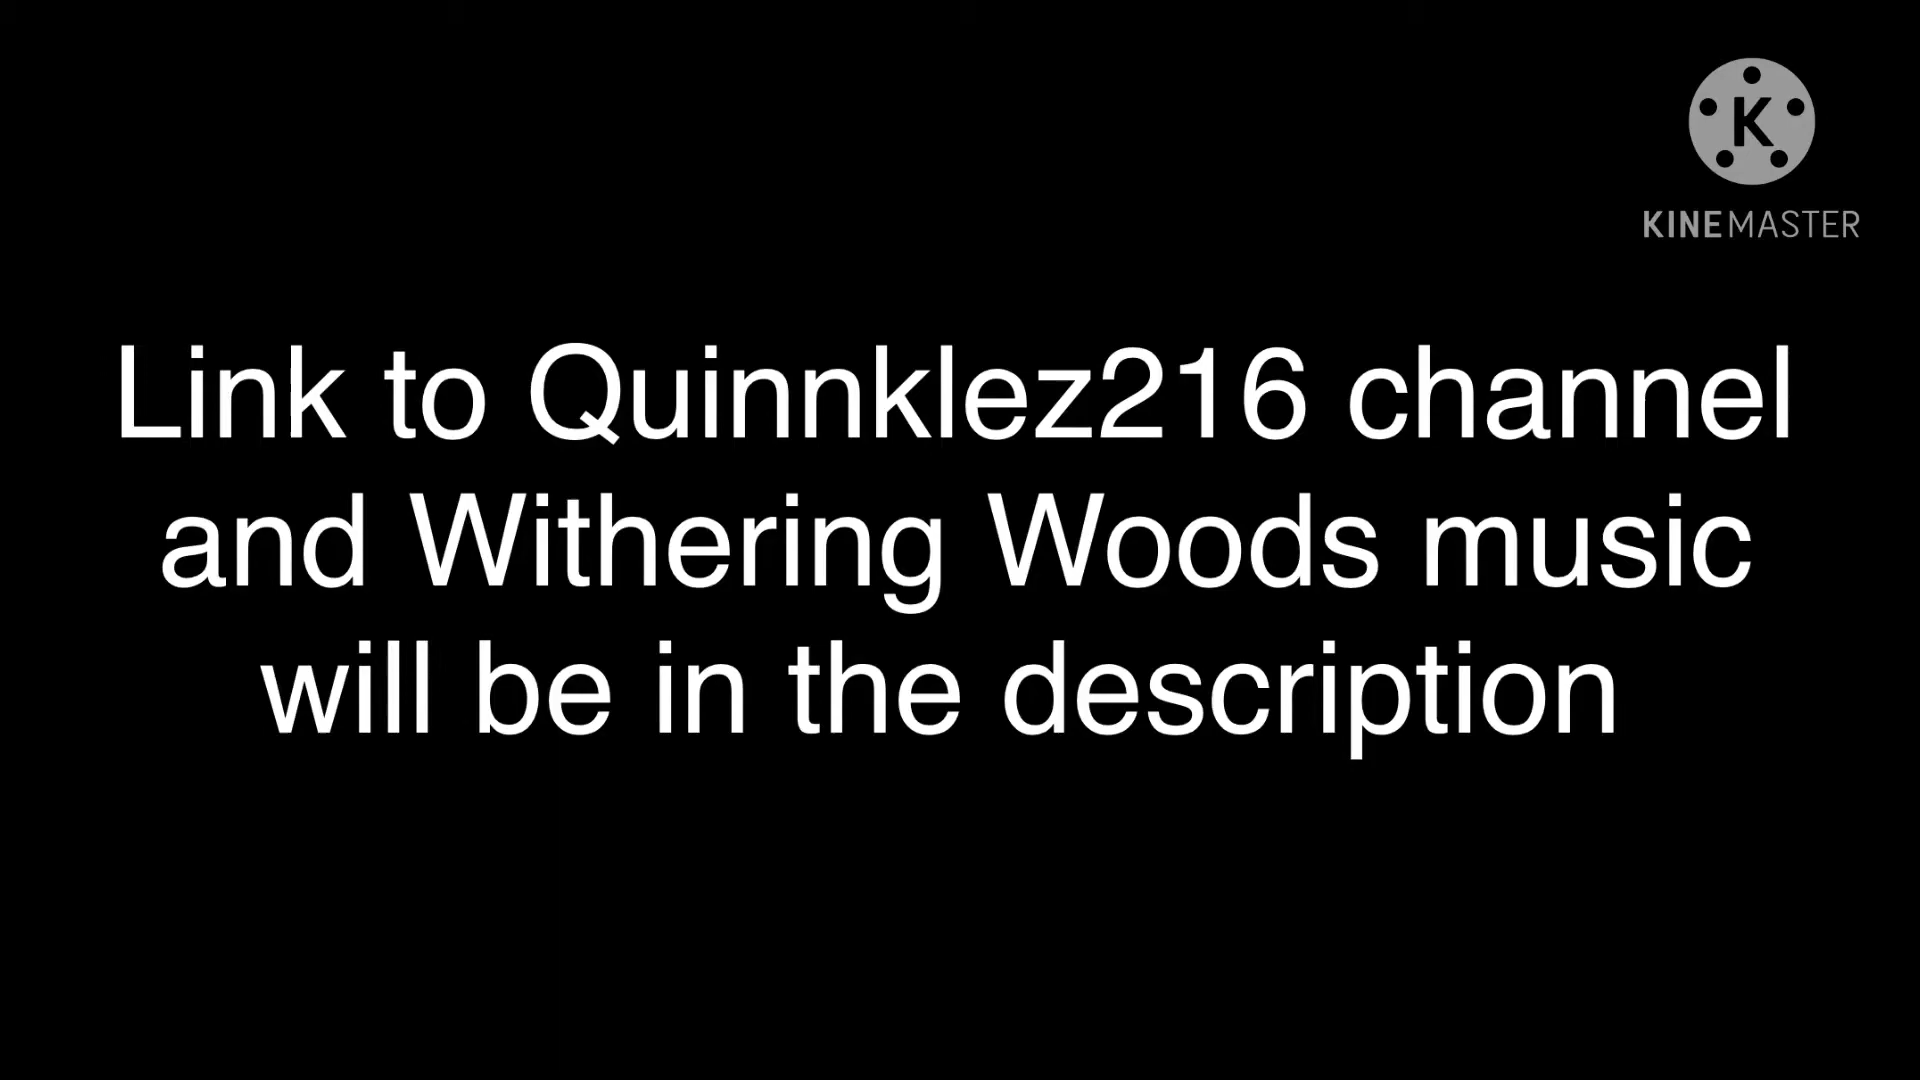 K
KINEMASTER
Link to Quinnklez216 channel
and Withering Woods music
will be in the description